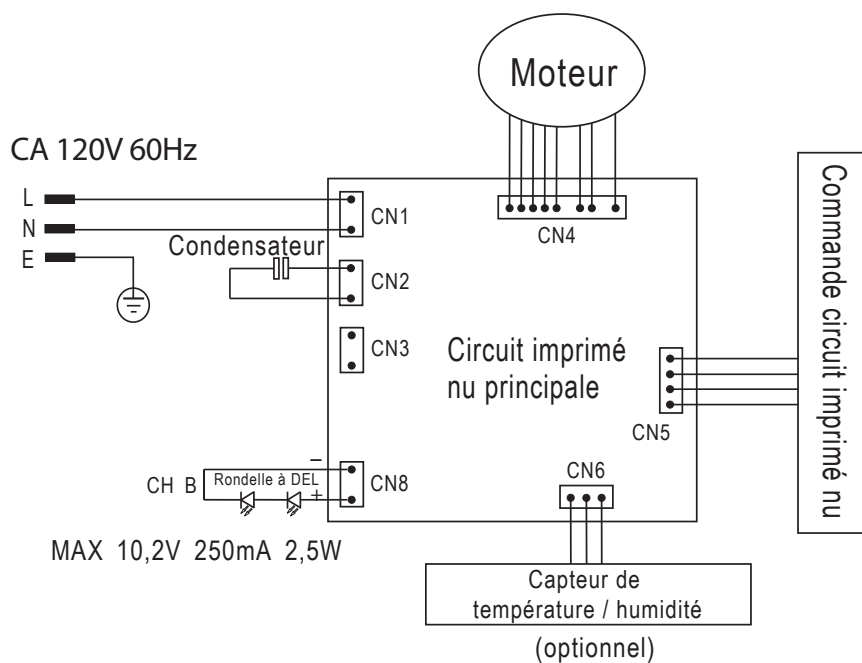 Moteur
CA 120V 60Hz
L
N
E
Condensateur
CN1
CN2
CN3
CN4
Circuit imprimé
nu principale
CN5
CN6
CN8
Commande circuit imprimé nu
CH B
Rondelle à DEL
–
+
MAX 10,2V 250mA 2,5W
Capteur de
température / humidité
(optionnel)